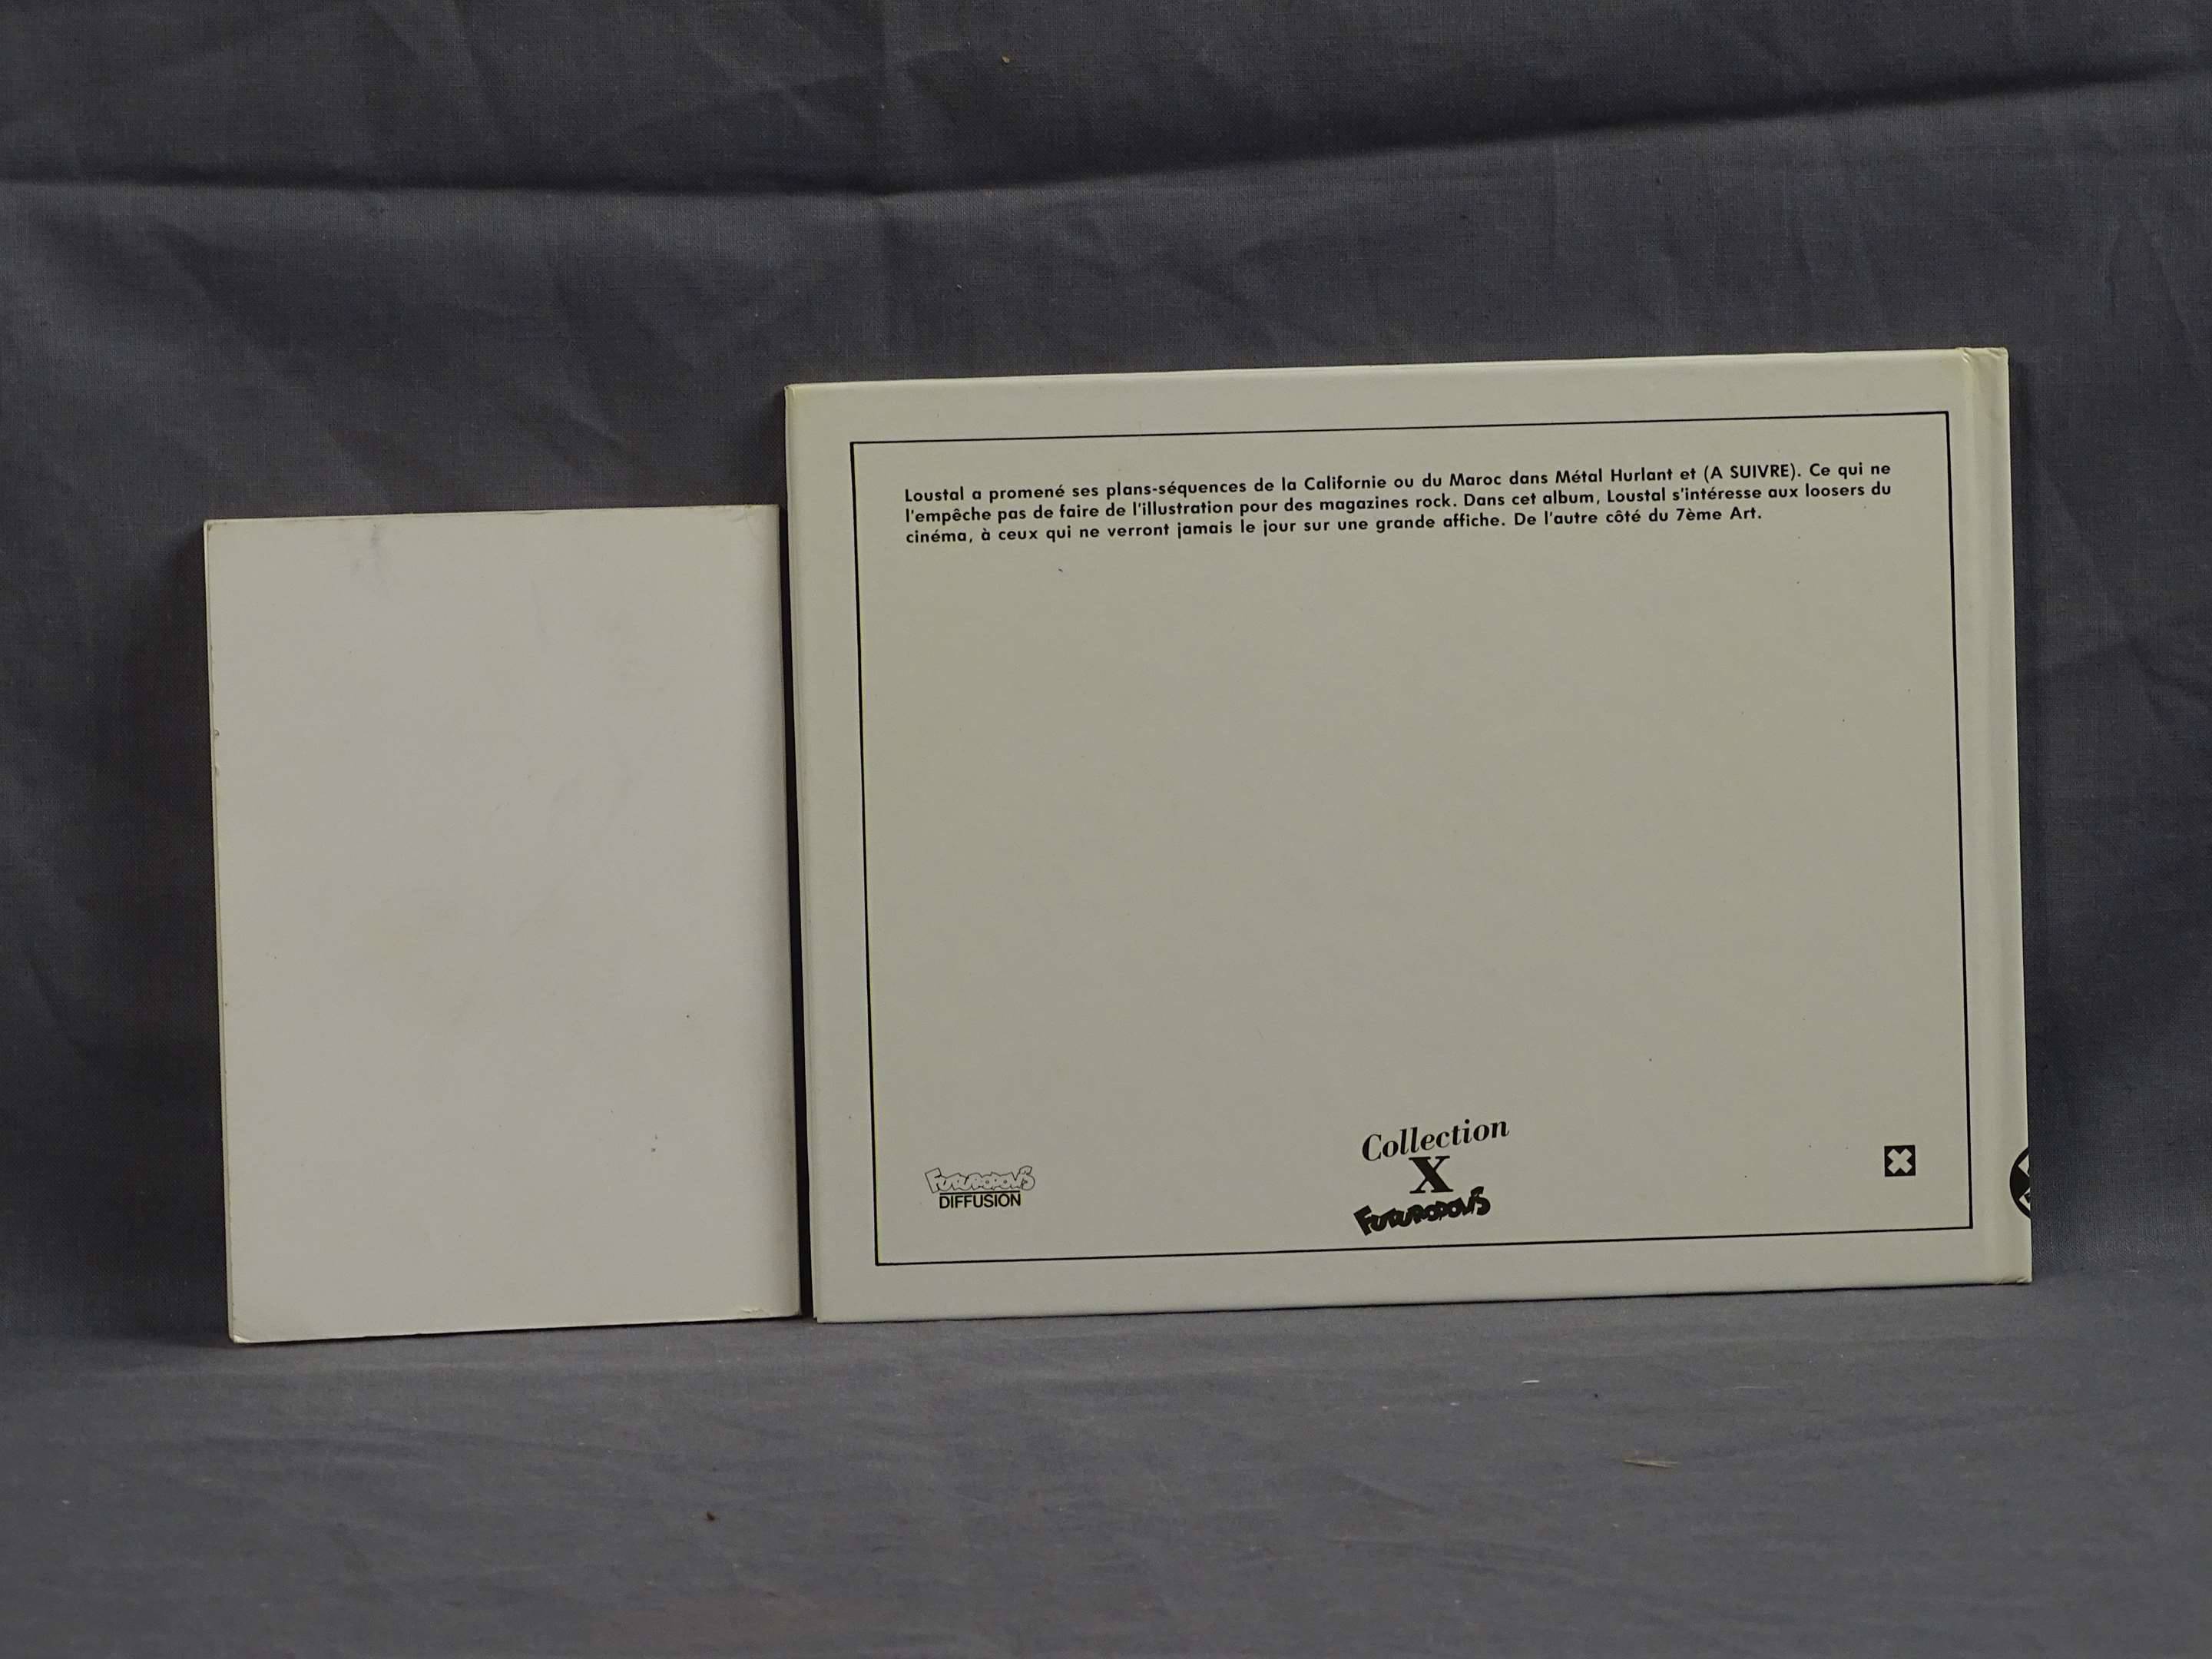 Loustal a promené ses plans-séquences de la Californie ou du Maroc dans Métal Hurlant et (A SUIVRE). Ce qui ne
l'empêche pas de faire de l'illustration pour des magazines rock. Dans cet album, Loustal s'intéresse aux loosers du
cinéma, à ceux qui ne verront jamais le jour sur une grande affiche. De l'autre côté du 7ème Art.
FUTUROPOLIS
DIFFUSION
Collection
X
FUTUROPOLIS